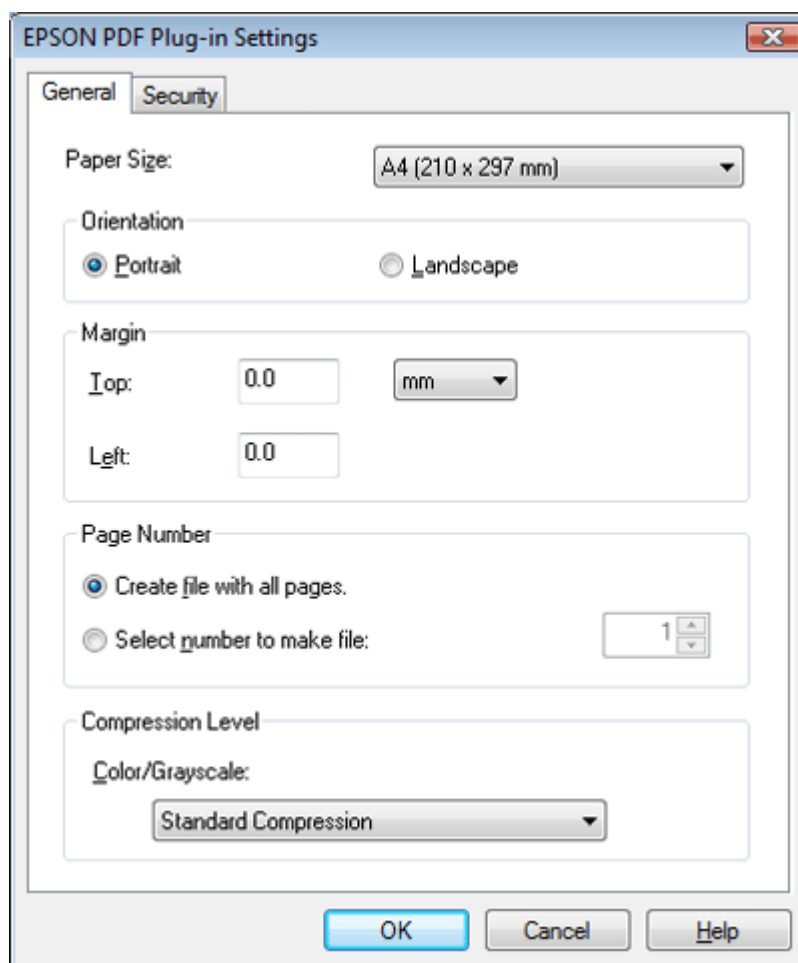 EPSON PDF Plug-in Settings
General Security
Paper Size: A4 (210 x 297 mm)
Orientation
Portrait Landscape
Margin
Top: 0.0 mm
Left: 0.0
Page Number
Create file with all pages.
Select number to make file: 1
Compression Level
Color/Grayscale:
Standard Compression
OK Cancel Help